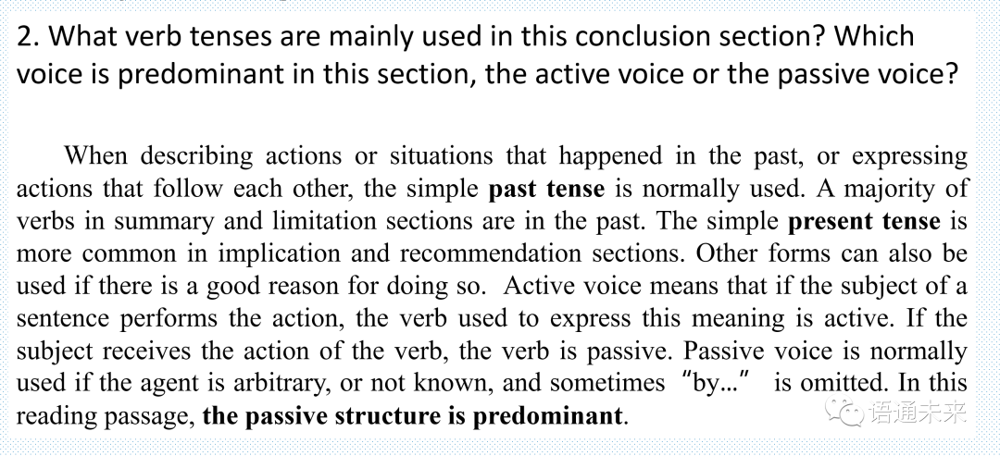 2. What verb tenses are mainly used in this conclusion section? Which
voice is predominant in this section, the active voice or the passive voice?
When describing actions or situations that happened in the past, or expressing
actions that follow each other, the simple past tense is normally used. A majority of
verbs in summary and limitation sections are in the past. The simple present tense is
more common in implication and recommendation sections. Other forms can also be
used if there is a good reason for doing so.  Active voice means that if the subject of a
sentence performs the action, the verb used to express this meaning is active. If the
subject receives the action of the verb, the verb is passive. Passive voice is normally
used if the agent is arbitrary, or not known, and sometimes “by...” is omitted. In this
reading passage, the passive structure is predominant.
语通未来